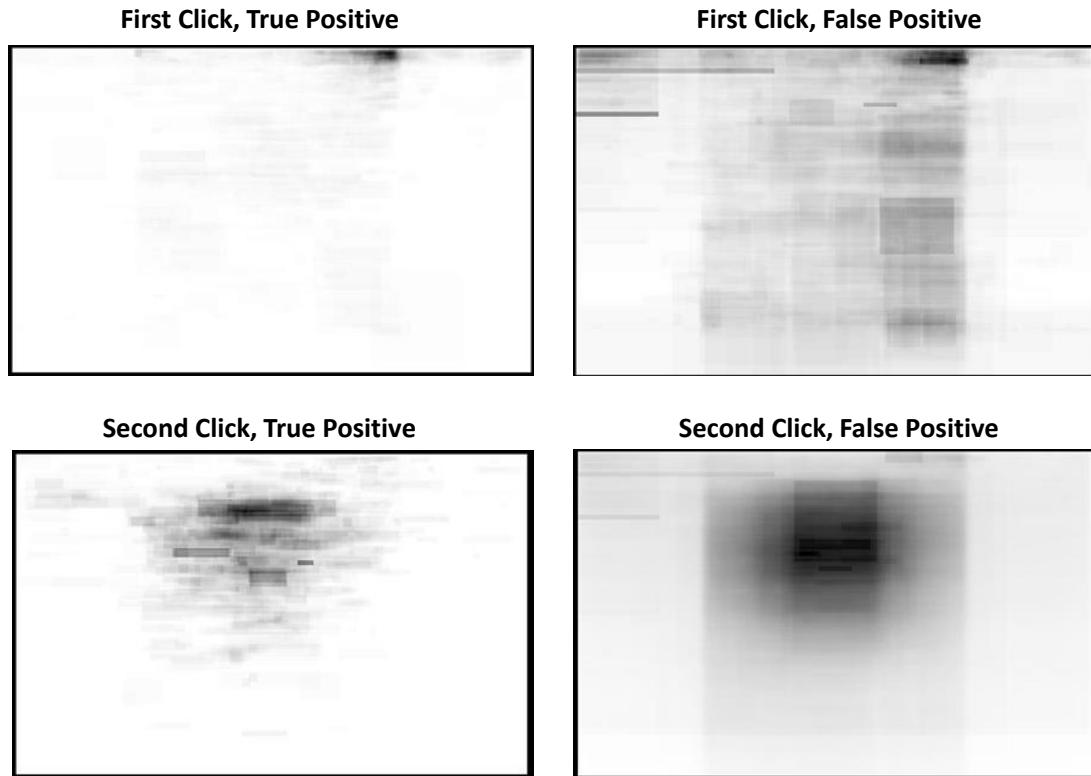 First Click, True Positive
First Click, False Positive
Second Click, True Positive
Second Click, False Positive